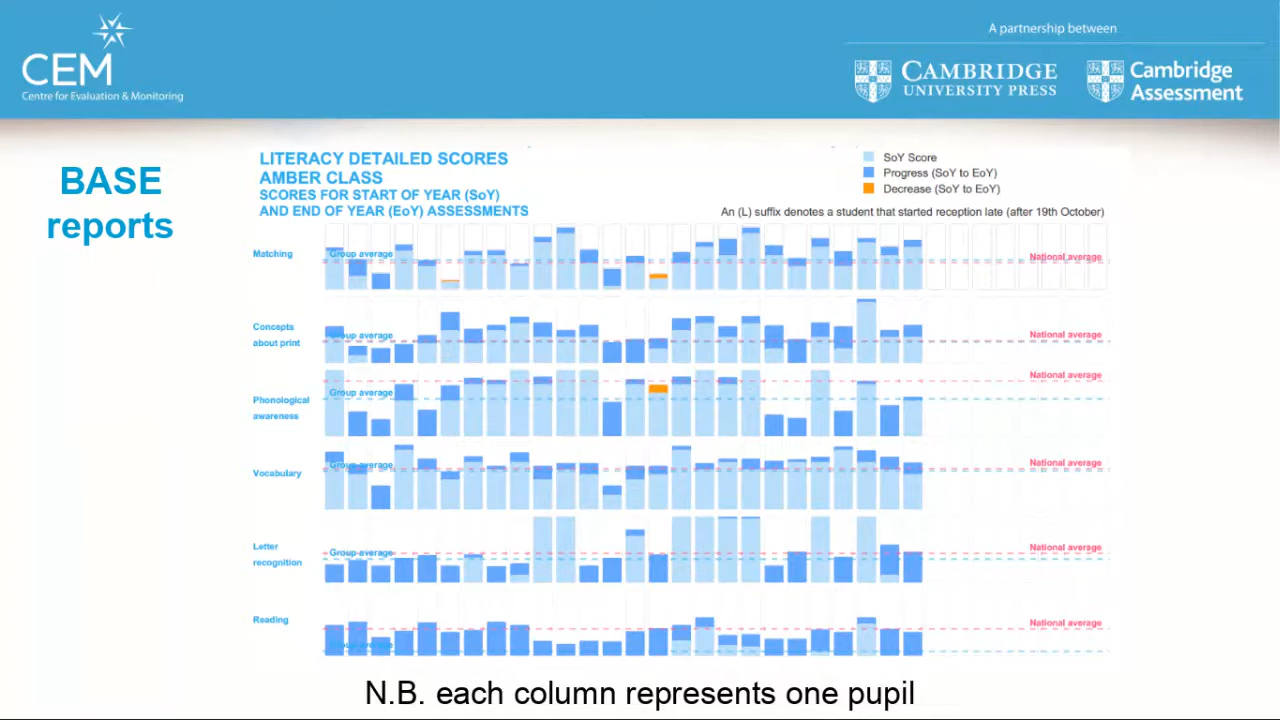 A partnership between
CEM
Centre for Evaluation & Monitoring
CAMBRIDGE
UNIVERSITY PRESS
Cambridge
Assessment
BASE
reports
LITERACY DETAILED SCORES
AMBER CLASS
SCORES FOR START OF YEAR (SoY)
AND END OF YEAR (EoY) ASSESSMENTS
SoY Score
Progress (SoY to EoY)
Decrease (SoY to EoY)
An (L) suffix denotes a student that started reception late (after 19th October)
Matching
Group average
National average
Concepts
about print
Group average
National average
Phonological
awareness
Group average
National average
Vocabulary
Group average
National average
Letter
recognition
Group average
National average
Reading
Group average
National average
N.B. each column represents one pupil